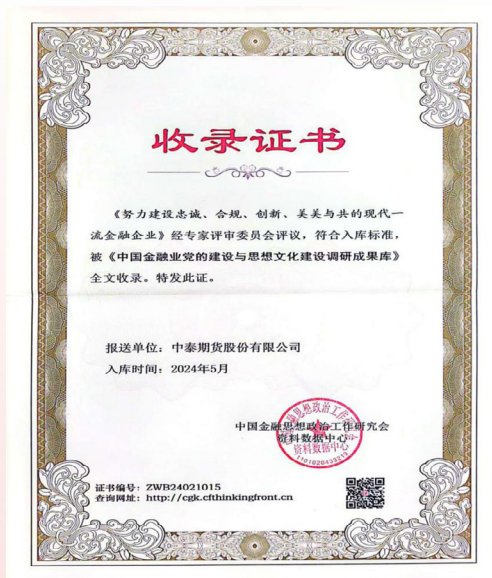 收录证书
《努力建设忠诚、合规、创新、美美与共的现代一
流金融企业》经专家评审委员会评议，符合入库标准，
被《中国金融业党的建设与思想文化建设调研成果库》
全文收录。特发此证。
报送单位：中泰期货股份有限公司
入库时间：2024年5月
中国金融思想政治工作研究会
资料数据中心
资料数据中心
证书编号：ZWB24021015
查询网址：http://cgk.cfthinkingfront.cn